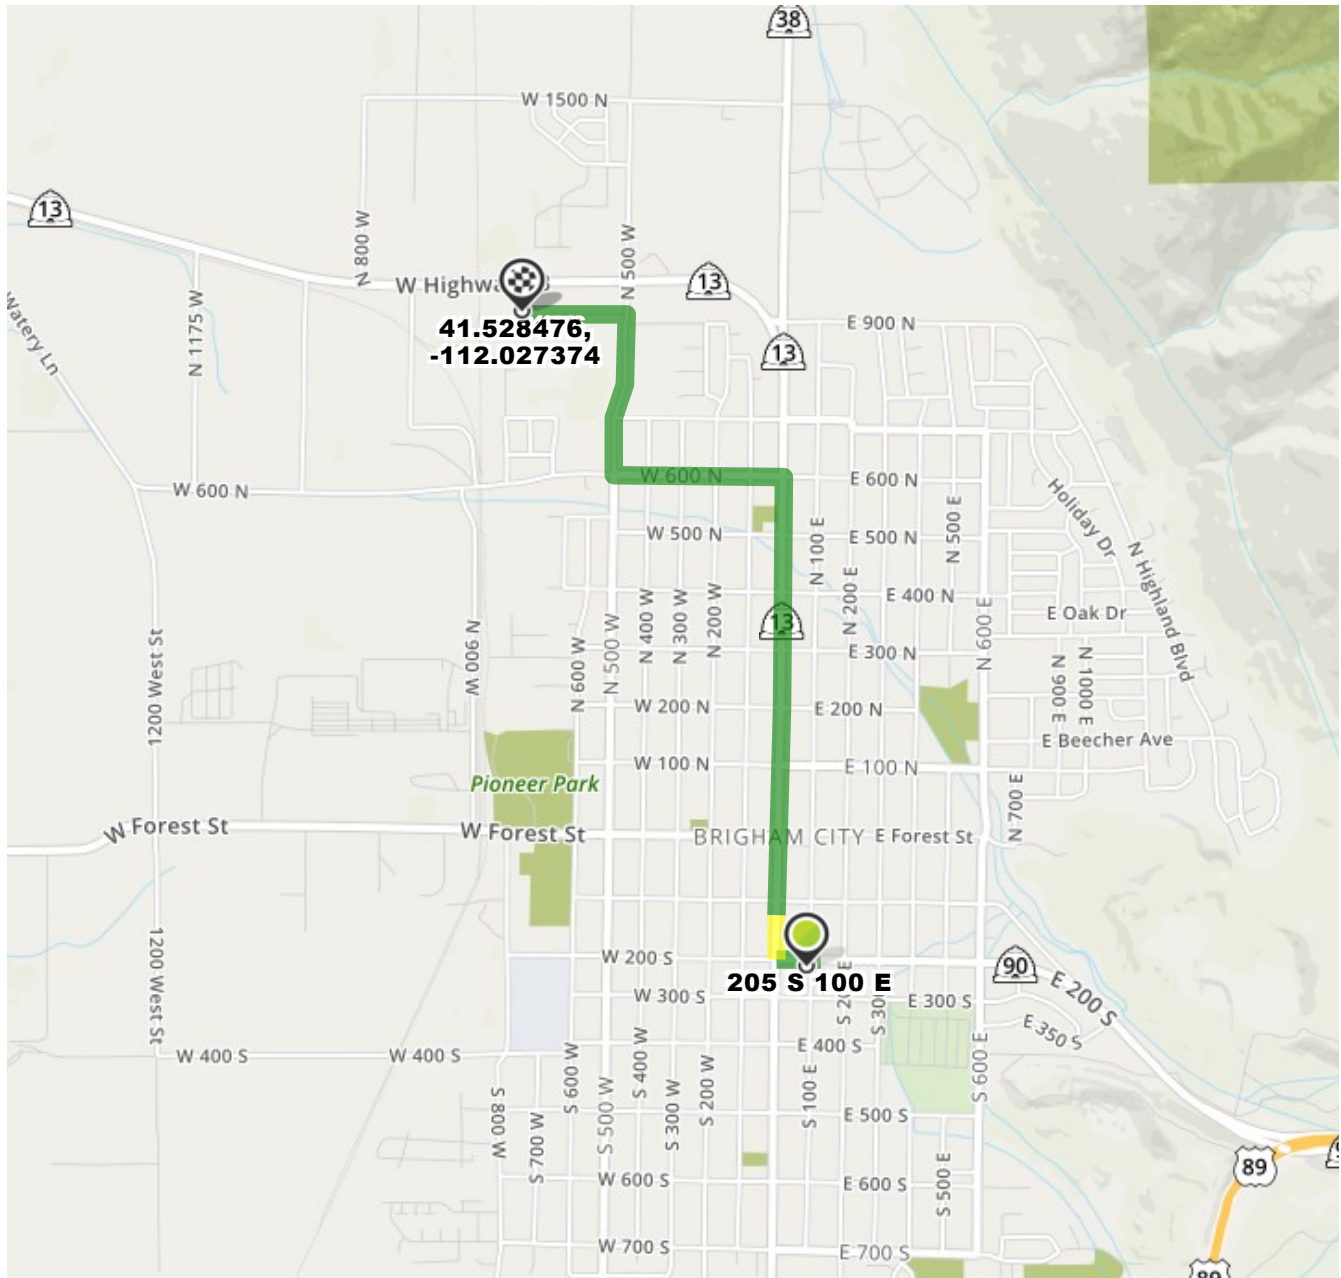 38
W 1500 N
13
N 800 W
N 500 W
W Highwa
13
13
Watery Ln
N 1175 W
41.528476,
-112.027374
E 900 N
13
W 600 N
W 600 N
E 600 N
Holiday Dr
N Highland Blvd
W 500 N
N 100 E
E 500 N
N 500 E
N 200 E
E 400 N
N 400 W
N 300 W
N 200 W
13
N 600 E
E Oak Dr
1200 West St
N 900 W
N 600 W
N 500 W
E 300 N
N 900 E
N 1000 E
W 200 N
E 200 N
E Beecher Ave
W 100 N
E 100 N
Pioneer Park
N 700 E
W Forest St
W Forest St
BRIGHAM CITY
E Forest St
1200 West St
W 200 S
90
E 200 S
205 S 100 E
W 300 S
E 300 S
E 350 S
W 400 S
W 400 S
E 400 S
S 800 W
S 700 W
S 600 W
S 500 W
S 400 W
S 300 W
S 200 W
S 100 E
S 600 E
E 500 S
S 500 E
W 600 S
E 600 S
89
W 700 S
E 700 S
89